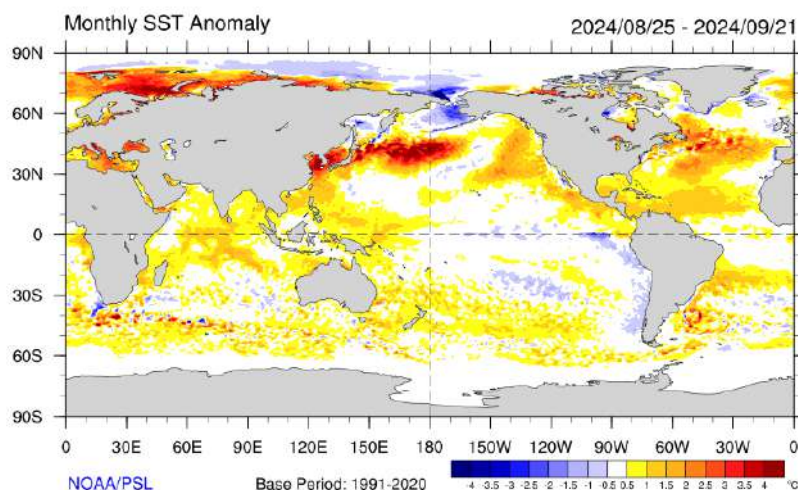 Monthly SST Anomaly 2024/08/25 - 2024/09/21
90N
60N
30N
0
30S
60S
90S
0 30E 60E 90E 120E 150E 180 150W 120W 90W 60W 30W 0
NOAA/PSL Base Period: 1991-2020
-4 -3.5 -3 -2.5 -2 -1.5 -1 -0.5 0.5 1 1.5 2 2.5 3 3.5 4 °C